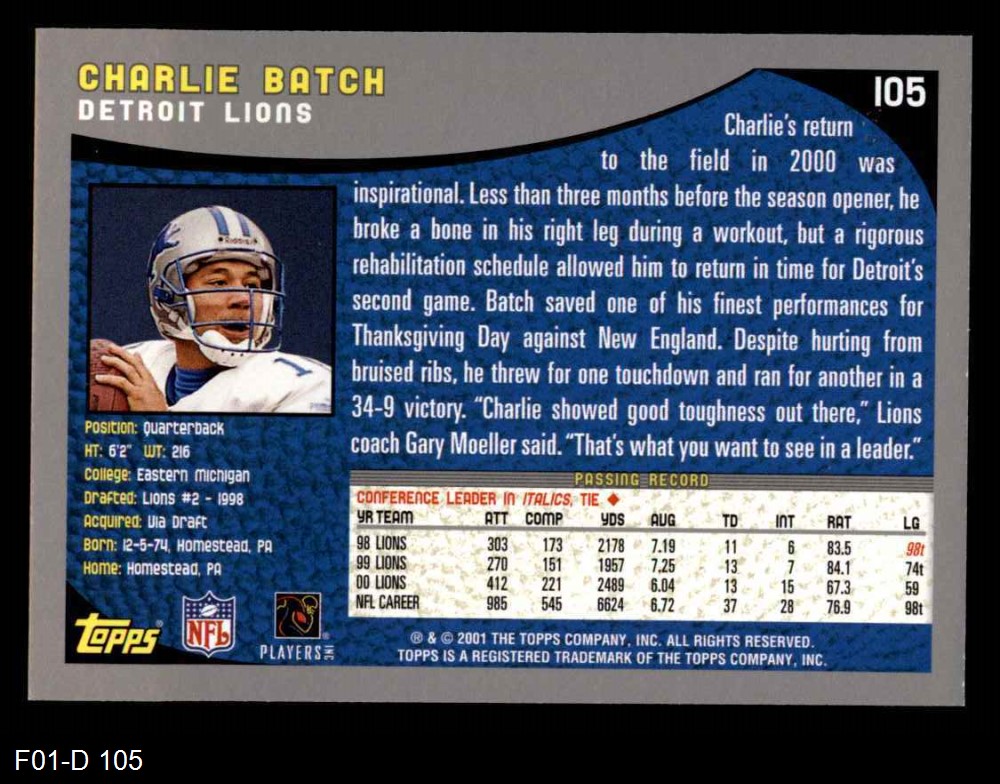 CHARLIE BATCH
DETROIT LIONS
105
Charlie's return
to the field in 2000 was
inspirational. Less than three months before the season opener, he
broke a bone in his right leg during a workout, but a rigorous
rehabilitation schedule allowed him to return in time for Detroit's
second game. Batch saved one of his finest performances for
Thanksgiving Day against New England. Despite hurting from
bruised ribs, he threw for one touchdown and ran for another in a
34-9 victory. "Charlie showed good toughness out there," Lions
coach Gary Moeller said. "That's what you want to see in a leader."
Riddell
1
Position: Quarterback
HT: 6'2" WT: 216
College: Eastern Michigan
Drafted: Lions #2 - 1998
Acquired: Via Draft
Born: 12-5-74, Homestead, PA
Home: Homestead, PA
PASSING RECORD
CONFERENCE LEADER IN ITALICS, TIE ◆
YR TEAM ATT COMP YDS AVG TD INT RAT LG
98 LIONS 303 173 2178 7.19 11 6 83.5 98t
99 LIONS 270 151 1957 7.25 13 7 84.1 74t
00 LIONS 412 221 2489 6.04 13 15 67.3 59
NFL CAREER 985 545 6624 6.72 37 28 76.9 98t
Topps®
NFL
PLAYERS INC
® & © 2001 THE TOPPS COMPANY, INC. ALL RIGHTS RESERVED.
TOPPS IS A REGISTERED TRADEMARK OF THE TOPPS COMPANY, INC.
F01-D 105